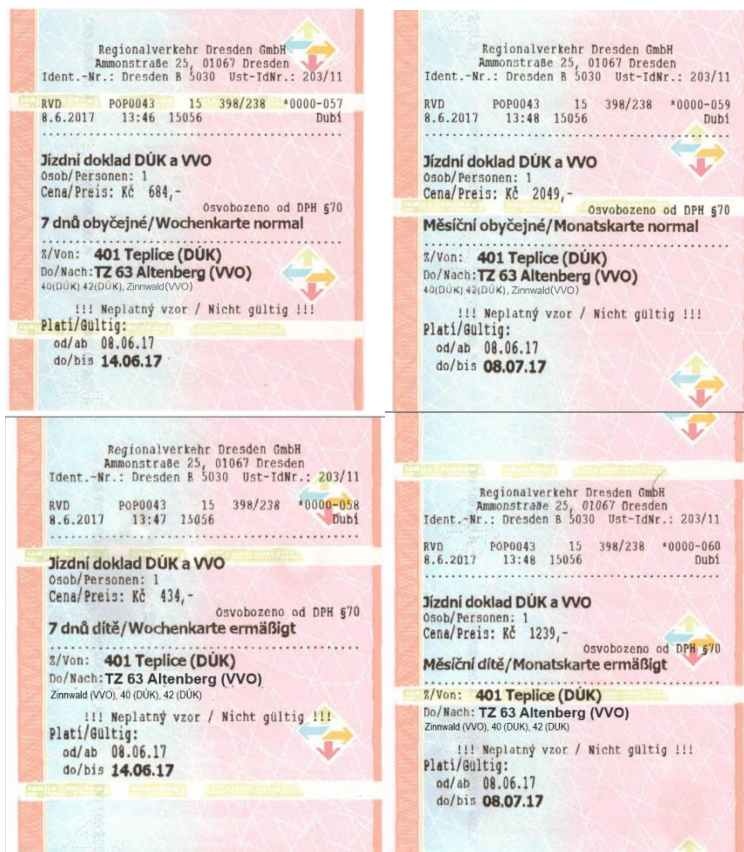 Regionalverkehr Dresden GmbH
Ammonstraße 25, 01067 Dresden
Ident.-Nr.: Dresden B 5030 Ust-IdNr.: 203/11
RVD POP0043 15 398/238 *0000-057
8.6.2017 13:46 15056 Dubí
Jízdní doklad DÚK a VVO
Osob/Personen: 1
Cena/Preis: Kč 684,-
Osvobozeno od DPH §70
7 dnů obyčejné/Wochenkarte normal
Z/Von: 401 Teplice (DÚK)
Do/Nach: TZ 63 Altenberg (VVO)
40(DÚK) 42(DÚK), Zinnwald(VVO)
!!! Neplatný vzor / Nicht gültig !!!
Platí/Gültig:
od/ab 08.06.17
do/bis 14.06.17
Regionalverkehr Dresden GmbH
Ammonstraße 25, 01067 Dresden
Ident.-Nr.: Dresden B 5030 Ust-IdNr.: 203/11
RVD POP0043 15 398/238 *0000-059
8.6.2017 13:48 15056 Dubí
Jízdní doklad DÚK a VVO
Osob/Personen: 1
Cena/Preis: Kč 2049,-
Osvobozeno od DPH §70
Měsíční obyčejné/Monatskarte normal
Z/Von: 401 Teplice (DÚK)
Do/Nach: TZ 63 Altenberg (VVO)
40(DÚK) 42(DÚK), Zinnwald(VVO)
!!! Neplatný vzor / Nicht gültig !!!
Platí/Gültig:
od/ab 08.06.17
do/bis 08.07.17
Regionalverkehr Dresden GmbH
Ammonstraße 25, 01067 Dresden
Ident.-Nr.: Dresden B 5030 Ust-IdNr.: 203/11
RVD POP0043 15 398/238 *0000-058
8.6.2017 13:47 15056 Dubí
Jízdní doklad DÚK a VVO
Osob/Personen: 1
Cena/Preis: Kč 434,-
Osvobozeno od DPH §70
7 dnů dítě/Wochenkarte ermäßigt
Z/Von: 401 Teplice (DÚK)
Do/Nach: TZ 63 Altenberg (VVO)
Zinnwald (VVO), 40 (DÚK), 42 (DÚK)
!!! Neplatný vzor / Nicht gültig !!!
Platí/Gültig:
od/ab 08.06.17
do/bis 14.06.17
Regionalverkehr Dresden GmbH
Ammonstraße 25, 01067 Dresden
Ident.-Nr.: Dresden B 5030 Ust-IdNr.: 203/11
RVD POP0043 15 398/238 *0000-060
8.6.2017 13:48 15056 Dubí
Jízdní doklad DÚK a VVO
Osob/Personen: 1
Cena/Preis: Kč 1239,-
Osvobozeno od DPH §70
Měsíční dítě/Monatskarte ermäßigt
Z/Von: 401 Teplice (DÚK)
Do/Nach: TZ 63 Altenberg (VVO)
Zinnwald (VVO), 40 (DÚK), 42 (DÚK)
!!! Neplatný vzor / Nicht gültig !!!
Platí/Gültig:
od/ab 08.06.17
do/bis 08.07.17